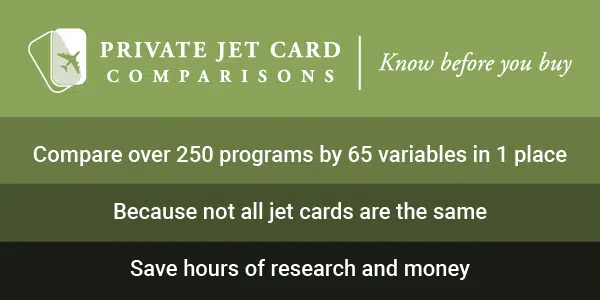 PRIVATE JET CARD
COMPARISONS
Know before you buy
Compare over 250 programs by 65 variables in 1 place
Because not all jet cards are the same
Save hours of research and money